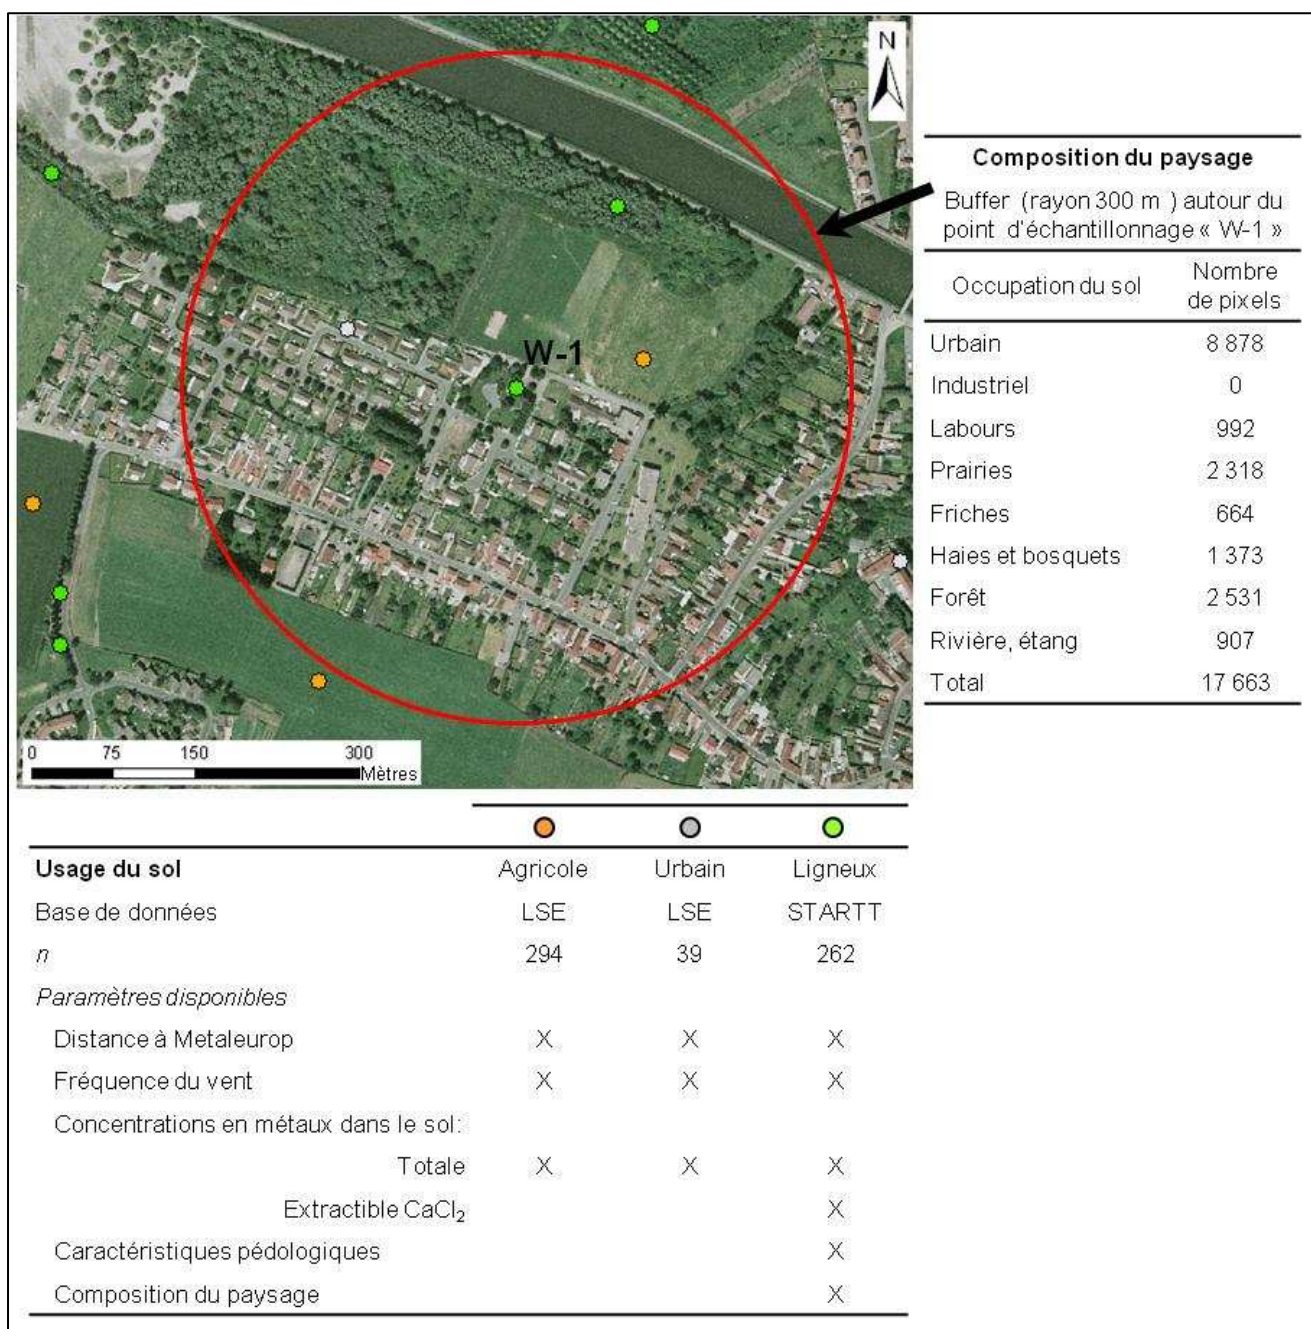 N
W-1
0 75 150 300
Mètres
Composition du paysage
Buffer (rayon 300 m ) autour du
point d'échantillonnage « W-1 »
Occupation du sol Nombre de pixels
Urbain 8 878
Industriel 0
Labours 992
Prairies 2 318
Friches 664
Haies et bosquets 1 373
Forêt 2 531
Rivière, étang 907
Total 17 663
Usage du sol Agricole Urbain Ligneux
Base de données LSE LSE STARTT
n 294 39 262
Paramètres disponibles
Distance à Metaleurop X X X
Fréquence du vent X X X
Concentrations en métaux dans le sol:
Totale X X X
Extractible CaCl₂ X
Caractéristiques pédologiques X
Composition du paysage X